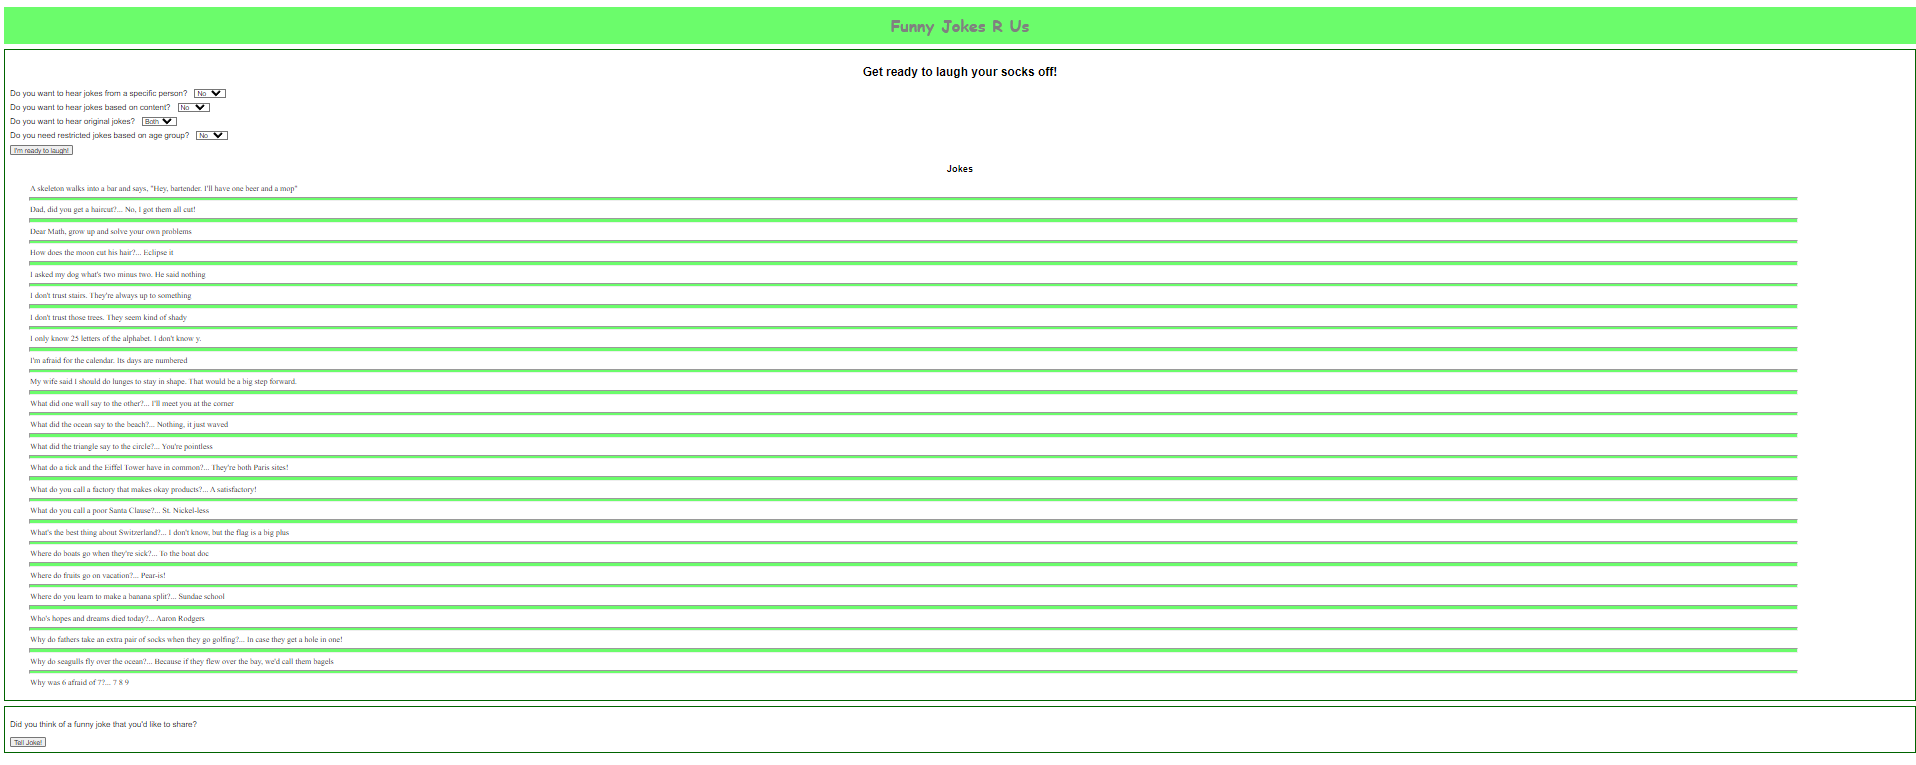 Funny Jokes R Us
Get ready to laugh your socks off!
Do you want to hear jokes from a specific person? No
Do you want to hear jokes based on content? No
Do you want to hear original jokes? Both
Do you need restricted jokes based on age group? No
I'm ready to laugh!
Jokes
A skeleton walks into a bar and says, "Hey, bartender. I'll have one beer and a mop"
Dad, did you get a haircut?... No, I got them all cut!
Dear Math, grow up and solve your own problems
How does the moon cut his hair?... Eclipse it
I asked my dog what's two minus two. He said nothing
I don't trust stairs. They're always up to something
I don't trust those trees. They seem kind of shady
I only know 25 letters of the alphabet. I don't know y.
I'm afraid for the calendar. Its days are numbered
My wife said I should do lunges to stay in shape. That would be a big step forward.
What did one wall say to the other?... I'll meet you at the corner
What did the ocean say to the beach?... Nothing, it just waved
What did the triangle say to the circle?... You're pointless
What do a tick and the Eiffel Tower have in common?... They're both Paris sites!
What do you call a factory that makes okay products?... A satisfactory!
What do you call a poor Santa Clause?... St. Nickel-less
What's the best thing about Switzerland?... I don't know, but the flag is a big plus
Where do boats go when they're sick?... To the boat doc
Where do fruits go on vacation?... Pear-is!
Where do you learn to make a banana split?... Sundae school
Who's hopes and dreams died today?... Aaron Rodgers
Why do fathers take an extra pair of socks when they go golfing?... In case they get a hole in one!
Why do seagulls fly over the ocean?... Because if they flew over the bay, we'd call them bagels
Why was 6 afraid of 7?... 7 8 9
Did you think of a funny joke that you'd like to share?
Tell Joke!